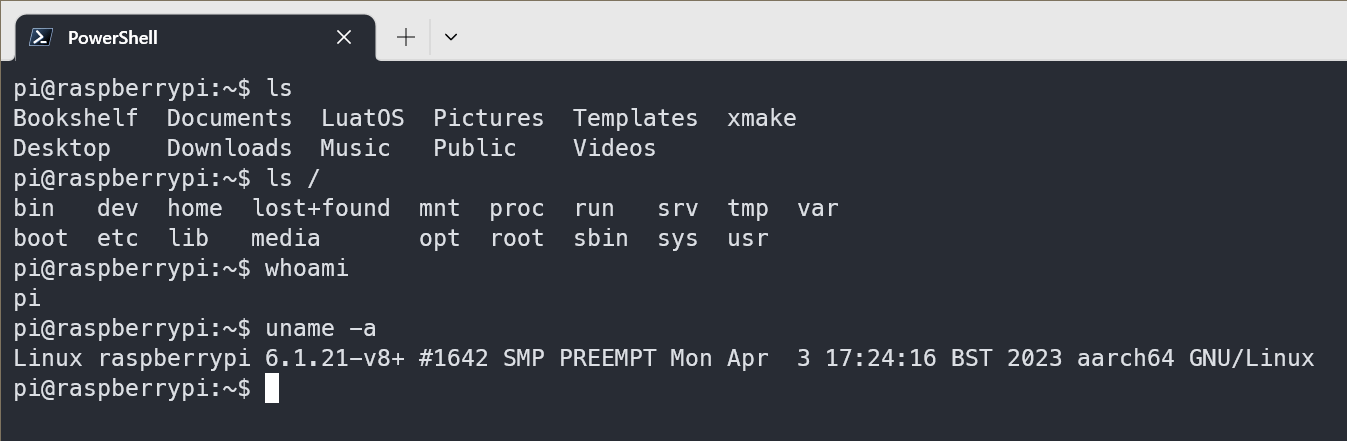 PowerShell
pi@raspberrypi:~$ ls
Bookshelf  Documents  LuatOS  Pictures  Templates  xmake
Desktop    Downloads  Music   Public    Videos
pi@raspberrypi:~$ ls /
bin   dev  home  lost+found  mnt  proc  run   srv  tmp  var
boot  etc  lib   media       opt  root  sbin  sys  usr
pi@raspberrypi:~$ whoami
pi
pi@raspberrypi:~$ uname -a
Linux raspberrypi 6.1.21-v8+ #1642 SMP PREEMPT Mon Apr  3 17:24:16 BST 2023 aarch64 GNU/Linux
pi@raspberrypi:~$